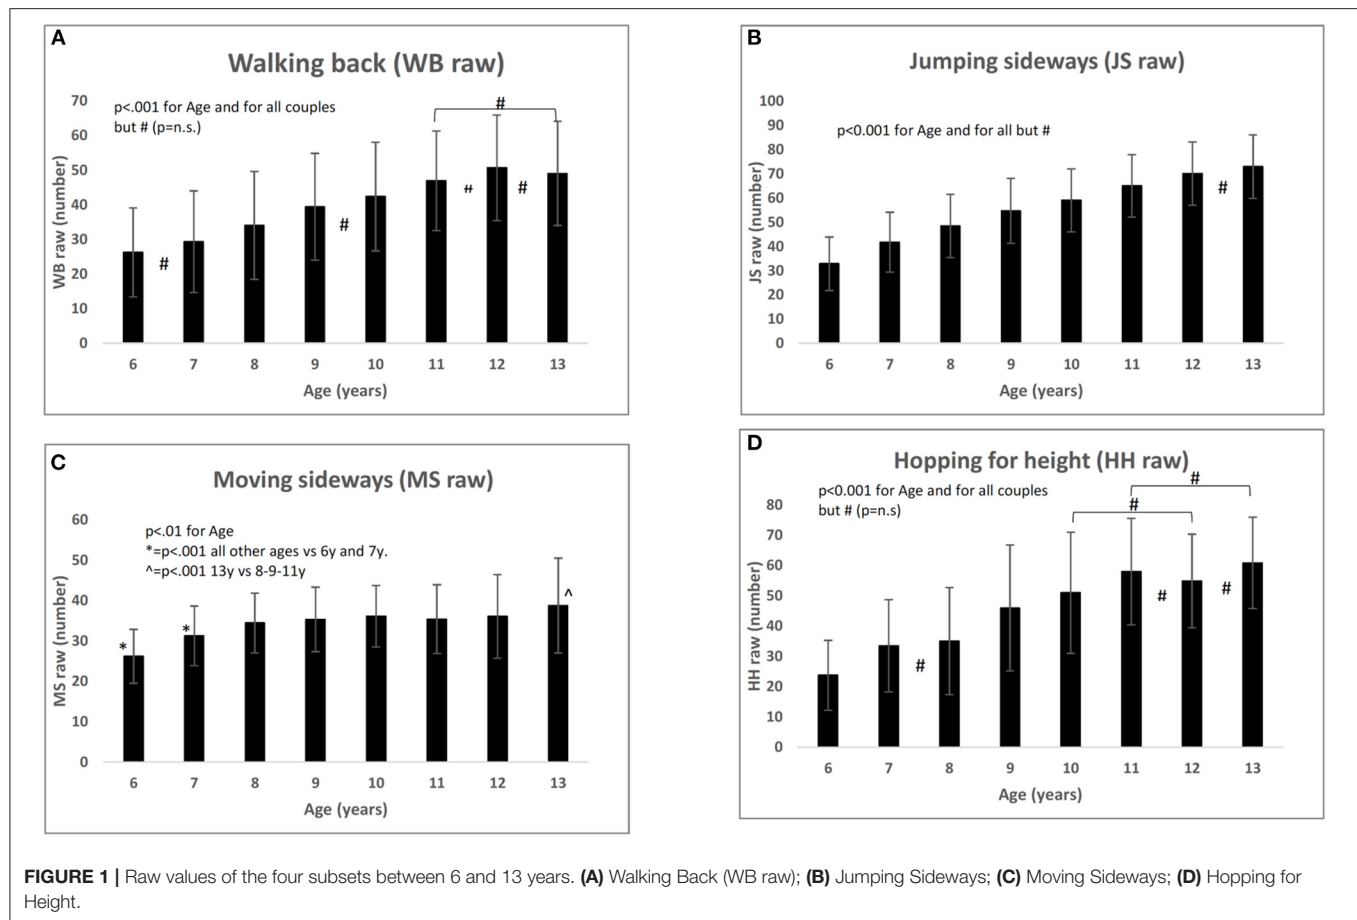 A
Walking back (WB raw)
p<.001 for Age and for all couples
but # (p=n.s.)
WB raw (number)
70
60
50
40
30
20
10
0
#
#
#
#
#
6 7 8 9 10 11 12 13
Age (years)
B
Jumping sideways (JS raw)
p<0.001 for Age and for all but #
JS raw (number)
100
90
80
70
60
50
40
30
20
10
0
#
6 7 8 9 10 11 12 13
Age (years)
C
Moving sideways (MS raw)
p<.01 for Age
*=p<.001 all other ages vs 6y and 7y.
^=p<.001 13y vs 8-9-11y
MS raw (number)
60
50
40
30
20
10
0
*
*
^
6 7 8 9 10 11 12 13
Age (years)
D
Hopping for height (HH raw)
p<0.001 for Age and for all couples
but # (p=n.s)
HH raw (number)
80
70
60
50
40
30
20
10
0
#
#
#
#
#
6 7 8 9 10 11 12 13
Age (years)
FIGURE 1 | Raw values of the four subsets between 6 and 13 years. (A) Walking Back (WB raw); (B) Jumping Sideways; (C) Moving Sideways; (D) Hopping for
Height.